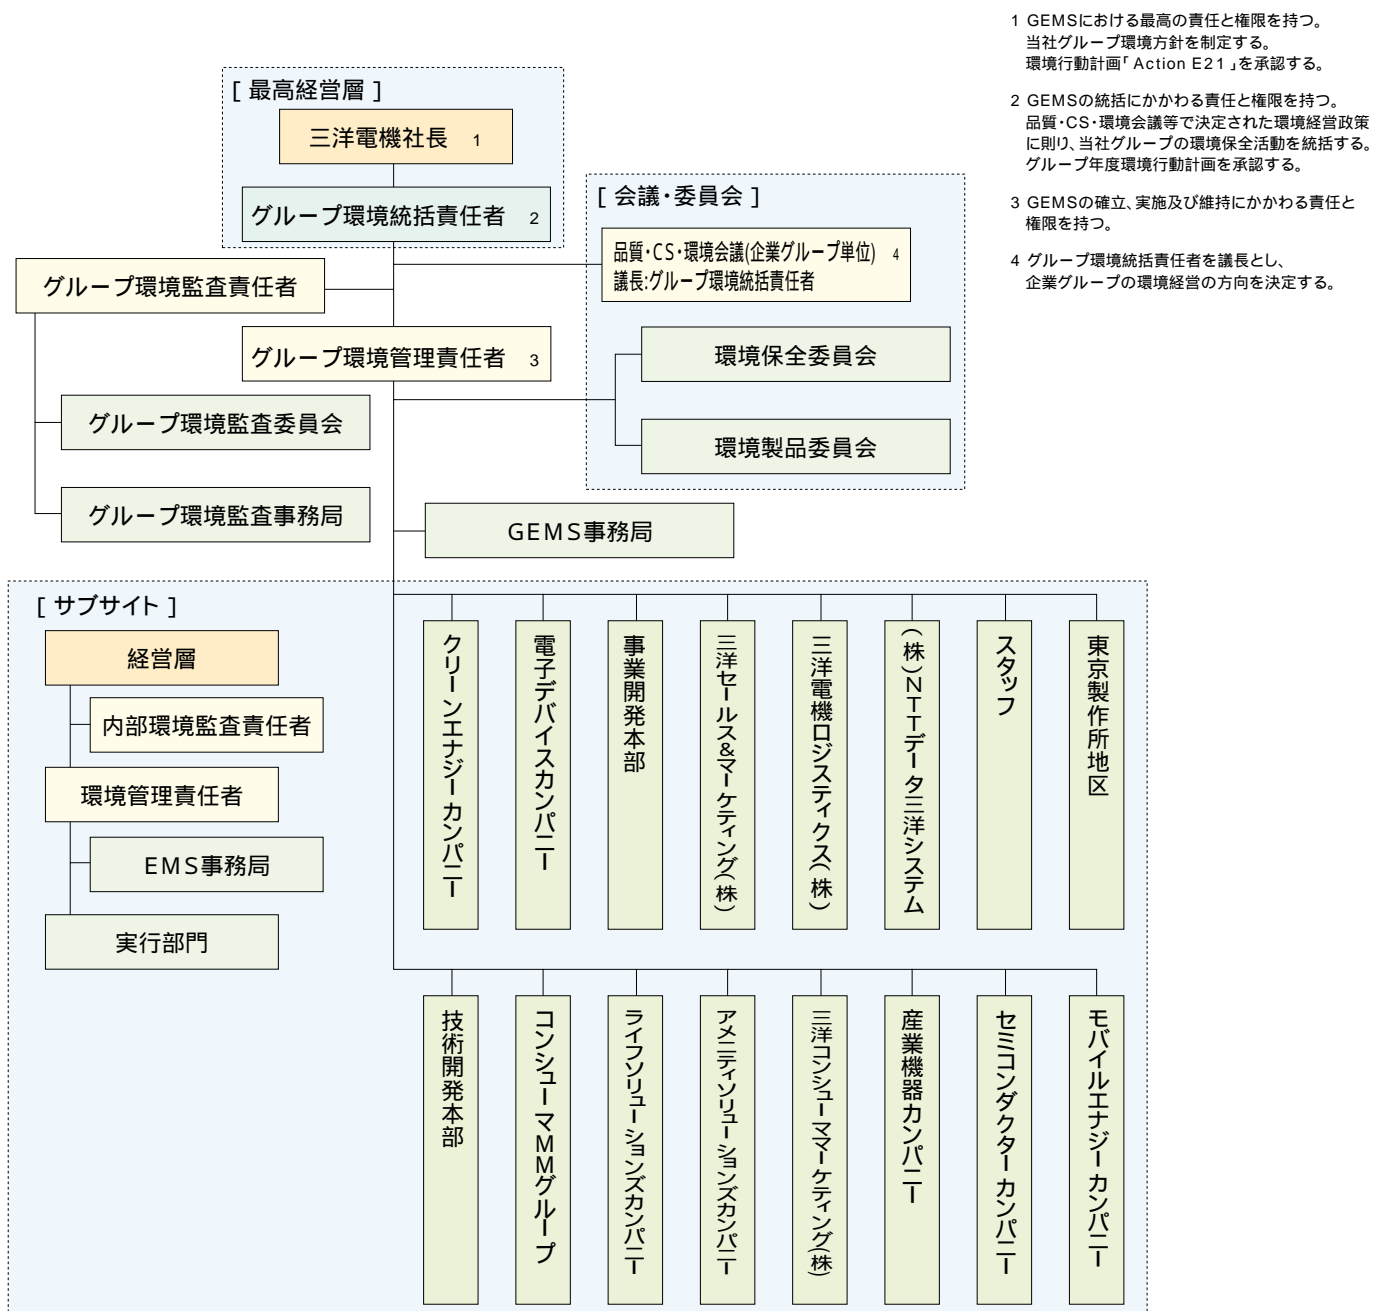 [ 最高経営層 ]
三洋電機社長 1
グループ環境統括責任者 2
[ 会議・委員会 ]
品質・CS・環境会議(企業グループ単位) 4
議長:グループ環境統括責任者
グループ環境監査責任者
グループ環境管理責任者 3
環境保全委員会
環境製品委員会
グループ環境監査委員会
グループ環境監査事務局
GEMS事務局
1 GEMSにおける最高の責任と権限を持つ。
当社グループ環境方針を制定する。
環境行動計画「Action E21」を承認する。
2 GEMSの統括にかかわる責任と権限を持つ。
品質・CS・環境会議等で決定された環境経営政策
に則り、当社グループの環境保全活動を統括する。
グループ年度環境行動計画を承認する。
3 GEMSの確立、実施及び維持にかかわる責任と
権限を持つ。
4 グループ環境統括責任者を議長とし、
企業グループの環境経営の方向を決定する。
[ サブサイト ]
経営層
内部環境監査責任者
環境管理責任者
EMS事務局
実行部門
クリーンエナジーカンパニー
電子デバイスカンパニー
事業開発本部
三洋セールス&マーケティング(株)
三洋電機ロジスティクス(株)
(株)NTTデータ三洋システム
スタッフ
東京製作所地区
技術開発本部
コンシューマMMグループ
ライフソリューションズカンパニー
アメニティソリューションズカンパニー
三洋コンシューママーケティング(株)
産業機器カンパニー
セミコンダクターカンパニー
モバイルエナジーカンパニー